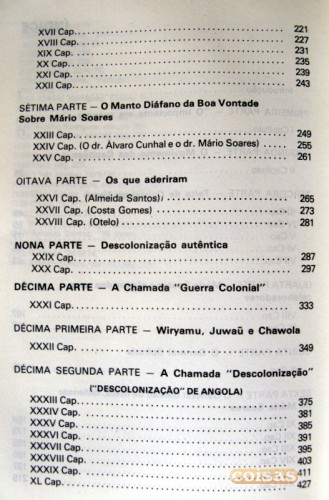 XVII Cap. 221
XVIII Cap. 227
XIX Cap. 231
XX Cap. 235
XXI Cap. 239
XXII Cap. 243
SÉTIMA PARTE — O Manto Diáfano da Boa Vontade
Sobre Mário Soares
XXIII Cap. 249
XXIV Cap. (O dr. Álvaro Cunhal e o dr. Mário Soares) 255
XXV Cap. 261
OITAVA PARTE — Os que aderiram
XXVI Cap. (Almeida Santos) 265
XXVII Cap. (Costa Gomes) 273
XXVIII Cap. (Otelo) 281
NONA PARTE — Descolonização autêntica
XXIX Cap. 287
XXX Cap. 297
DÉCIMA PARTE — A Chamada "Guerra Colonial"
XXXI Cap. 333
DÉCIMA PRIMEIRA PARTE — Wiryamu, Juwaü e Chawola
XXII Cap. 349
DÉCIMA SEGUNDA PARTE — A Chamada "Descolonização"
("DESCOLONIZAÇÃO" DE ANGOLA)
XXXIII Cap. 375
XXXIV Cap. 381
XXXV Cap. 385
XXXVI Cap. 391
XXXVII Cap. 395
XXXVIII Cap. 403
XXXIX Cap. 411
XL Cap. 427
coisas